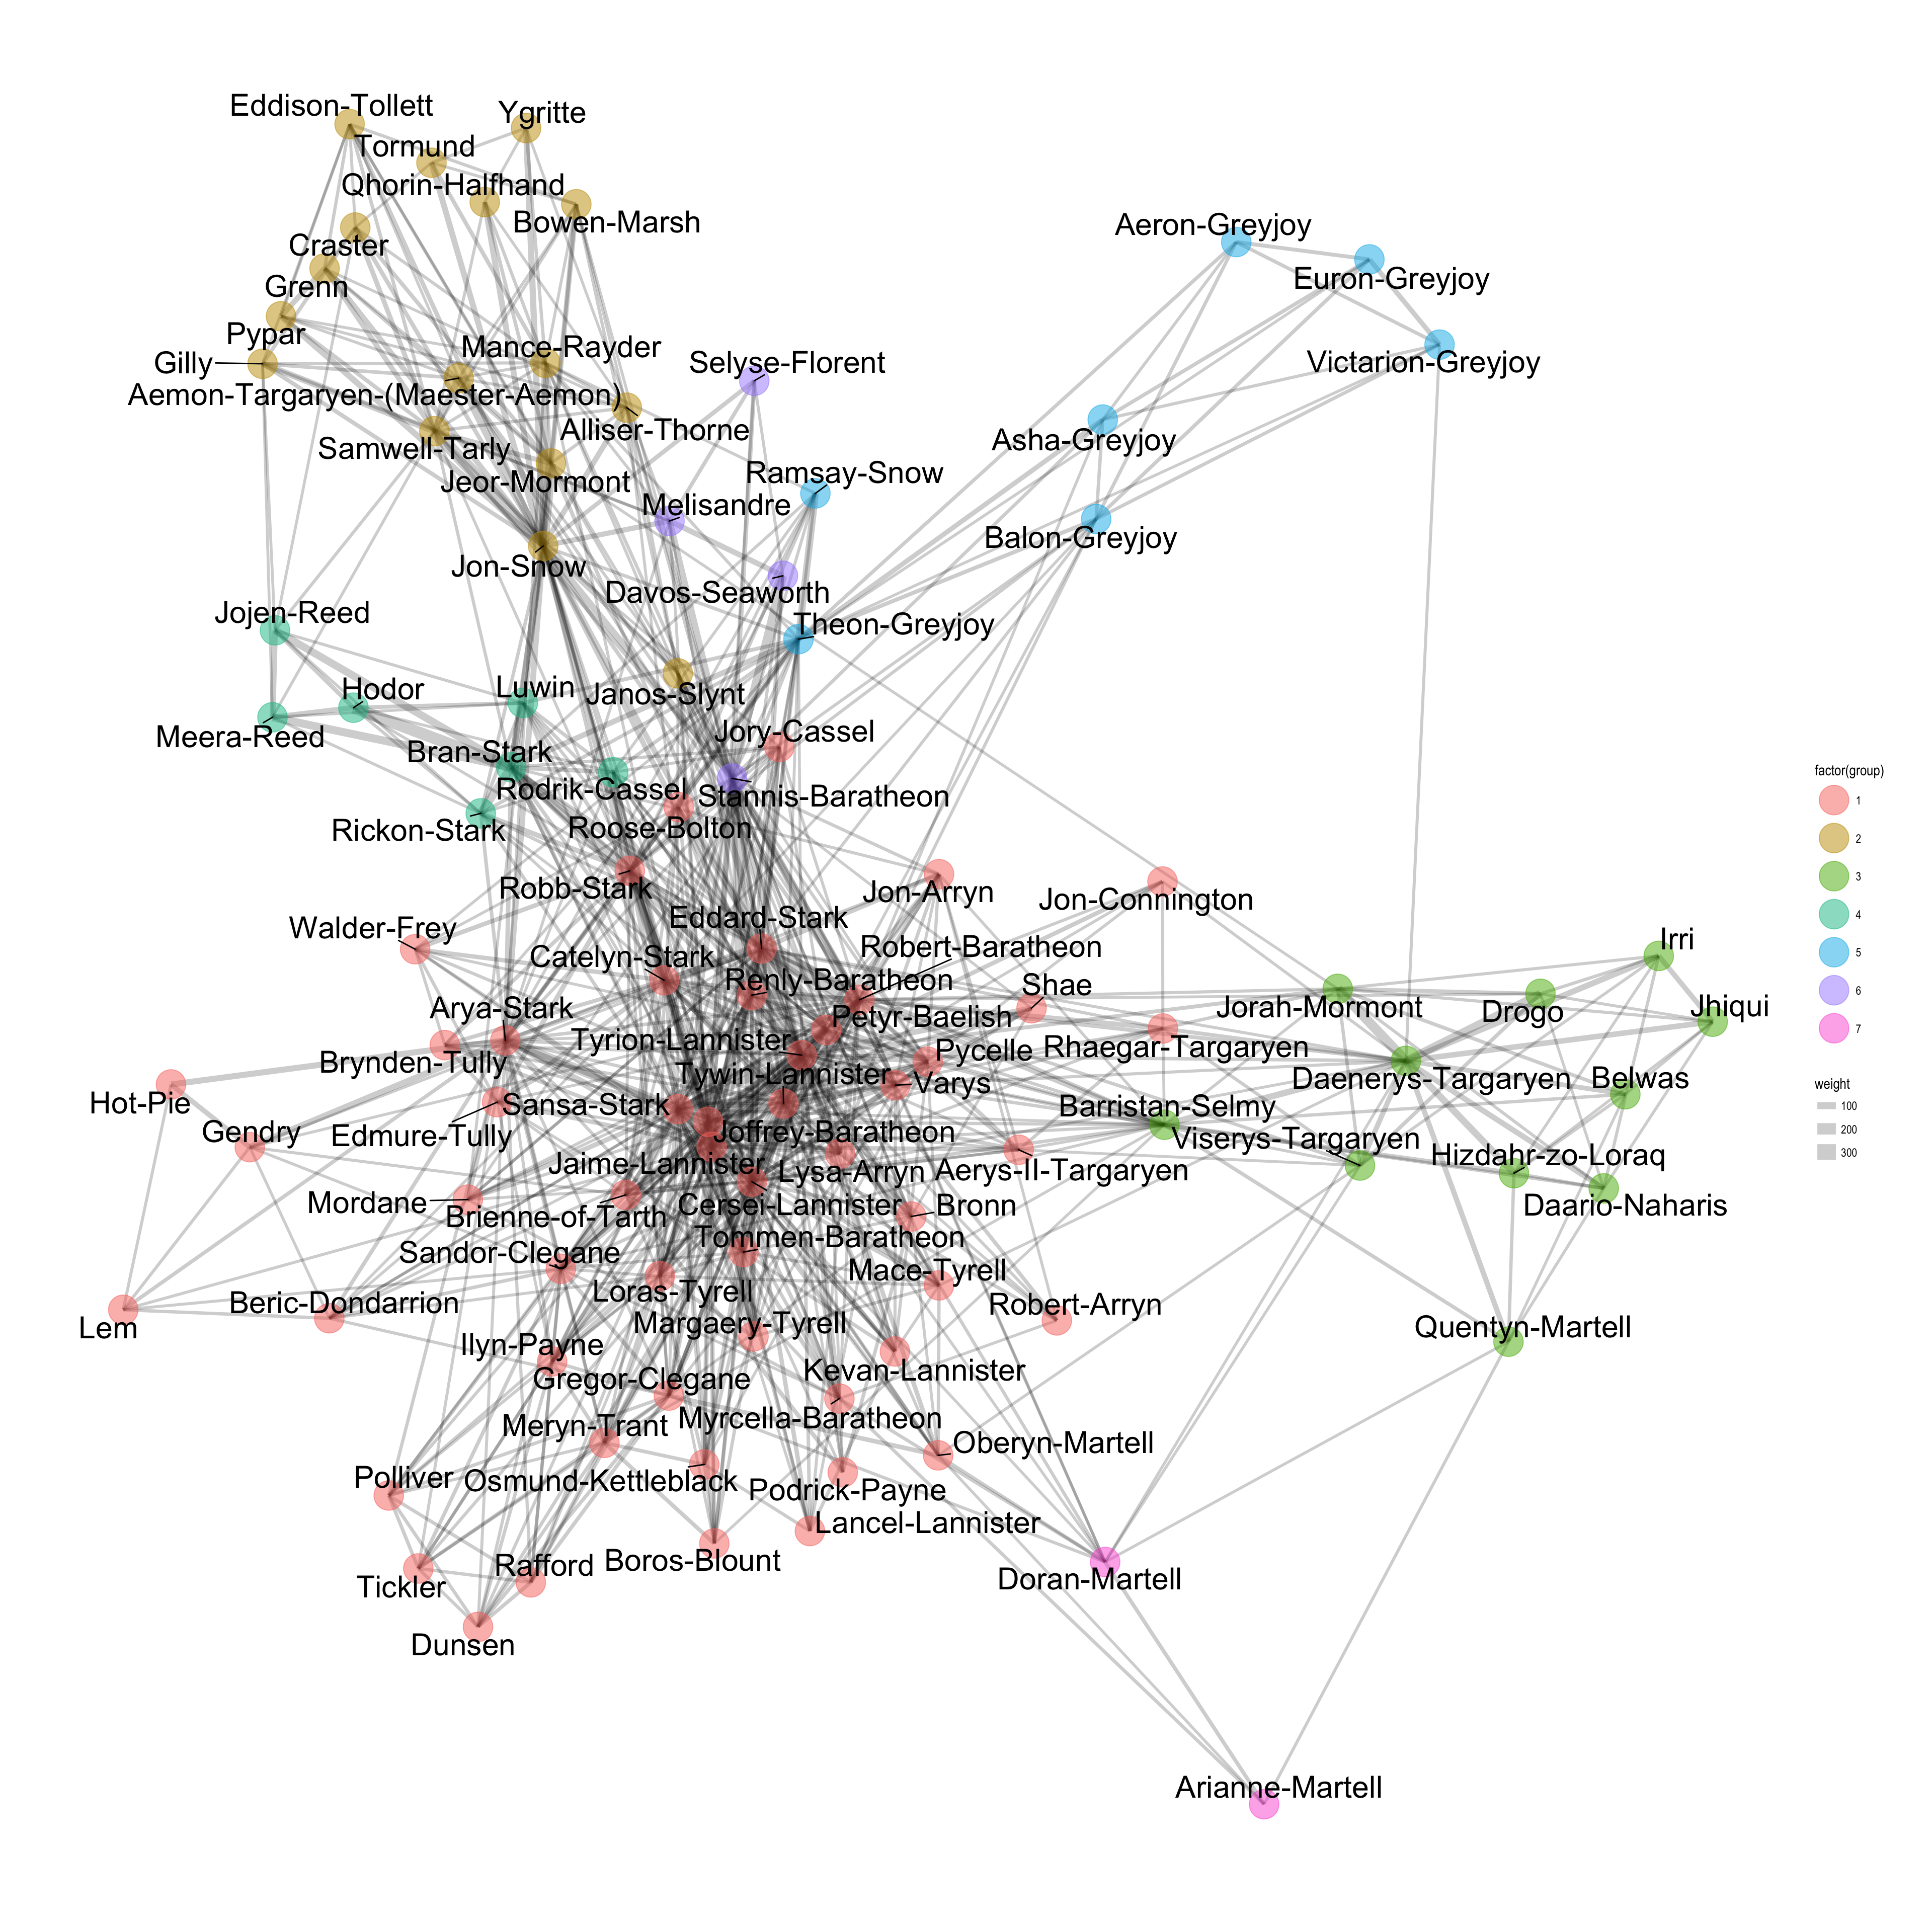 Eddison-Tollett
Ygritte
Tormund
Qhorin-Halfhand
Bowen-Marsh
Aeron-Greyjoy
Craster
Euron-Greyjoy
Grenn
Pypar
Mance-Rayder
Gilly
Selyse-Florent
Victarion-Greyjoy
Aemon-Targaryen-(Maester-Aemon)
Alliser-Thorne
Asha-Greyjoy
Samwell-Tarly
Ramsay-Snow
Jeor-Mormont
Melisandre
Balon-Greyjoy
Jon-Snow
Davos-Seaworth
Jojen-Reed
Theon-Greyjoy
Hodor
Luwin
Janos-Slynt
Meera-Reed
Jory-Cassel
Bran-Stark
Rodrik-Cassel
Stannis-Baratheon
Rickon-Stark
Roose-Bolton
Robb-Stark
Jon-Arryn
Jon-Connington
Walder-Frey
Eddard-Stark
Catelyn-Stark
Robert-Baratheon
Irri
Renly-Baratheon
Shae
Arya-Stark
Petyr-Baelish
Jorah-Mormont
Drogo
Jhiqui
Tyrion-Lannister
Brynden-Tully
Pycelle
Rhaegar-Targaryen
Tywin-Lannister
Varys
Daenerys-Targaryen
Belwas
Hot-Pie
Sansa-Stark
Barristan-Selmy
Gendry
Edmure-Tully
Joffrey-Baratheon
Viserys-Targaryen
Hizdahr-zo-Loraq
Jaime-Lannister
Lysa-Arryn
Aerys-II-Targaryen
Mordane
Brienne-of-Tarth
Cersei-Lannister
Bronn
Daario-Naharis
Sandor-Clegane
Tommen-Baratheon
Mace-Tyrell
Beric-Dondarrion
Loras-Tyrell
Robert-Arryn
Lem
Margaery-Tyrell
Quentyn-Martell
Ilyn-Payne
Kevan-Lannister
Gregor-Clegane
Meryn-Trant
Myrcella-Baratheon
Oberyn-Martell
Polliver
Osmund-Kettleblack
Podrick-Payne
Lancel-Lannister
Tickler
Rafford
Boros-Blount
Doran-Martell
Dunsen
Arianne-Martell
factor(group)
1
2
3
4
5
6
7
weight
100
200
300